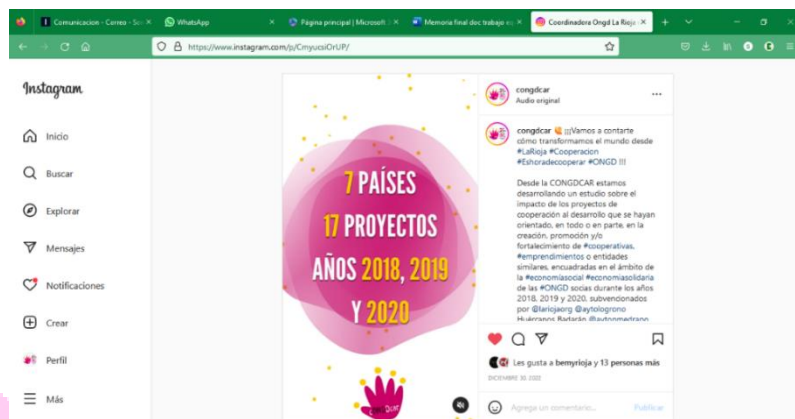 Comunicacion - Correo -
WhatsApp
Página principal | Microsoft
Memoria final doc trabajo
Coordinadora Ongd La Rioja
https://www.instagram.com/p/CmyucsiOrUP/
Instagram
Inicio
Buscar
Explorar
Mensajes
Notificaciones
Crear
Perfil
Más
7 PAÍSES
17 PROYECTOS
AÑOS 2018, 2019
Y 2020
congdcar
Audio original
congdcar ¡¡¡Vamos a contarte
cómo transformamos el mundo desde
#LaRioja #Cooperacion
#Eshoradecooperar #ONGD !!!
Desde la CONGDCAR estamos
desarrollando un estudio sobre el
impacto de los proyectos de
cooperación al desarrollo que se hayan
orientado, en todo o en parte, en la
creación, promoción y/o
fortalecimiento de #cooperativas,
#emprendimientos o entidades
similares, encuadradas en el ámbito de
la #economíasocial #economiasolidaria
de las #ONGD socias durante los años
2018, 2019 y 2020, subvencionados
por @lariojaorg @aytologrono
Les gusta a bemyrioja y 13 personas más
DICIEMBRE 30, 2022
Agrega un comentario...
Publicar